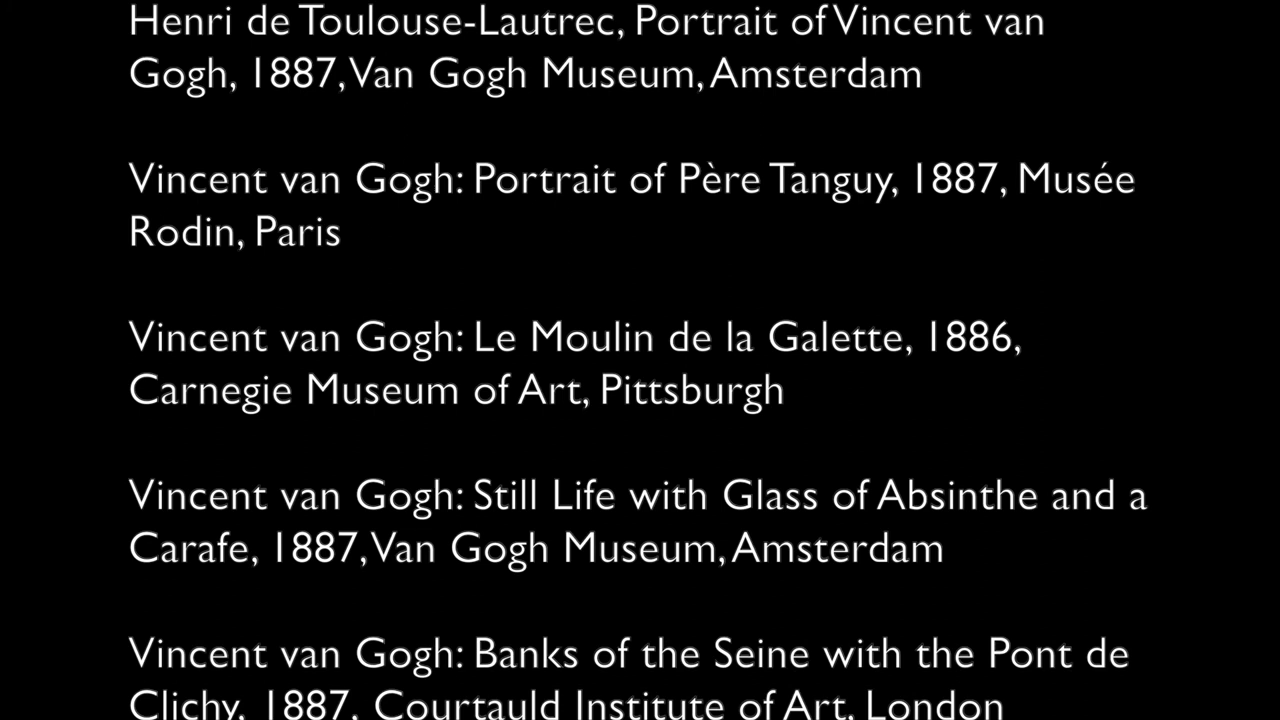 Henri de Toulouse-Lautrec, Portrait of Vincent van
Gogh, 1887, Van Gogh Museum, Amsterdam
Vincent van Gogh: Portrait of Père Tanguy, 1887, Musée
Rodin, Paris
Vincent van Gogh: Le Moulin de la Galette, 1886,
Carnegie Museum of Art, Pittsburgh
Vincent van Gogh: Still Life with Glass of Absinthe and a
Carafe, 1887, Van Gogh Museum, Amsterdam
Vincent van Gogh: Banks of the Seine with the Pont de
Clichy, 1887, Courtauld Institute of Art, London